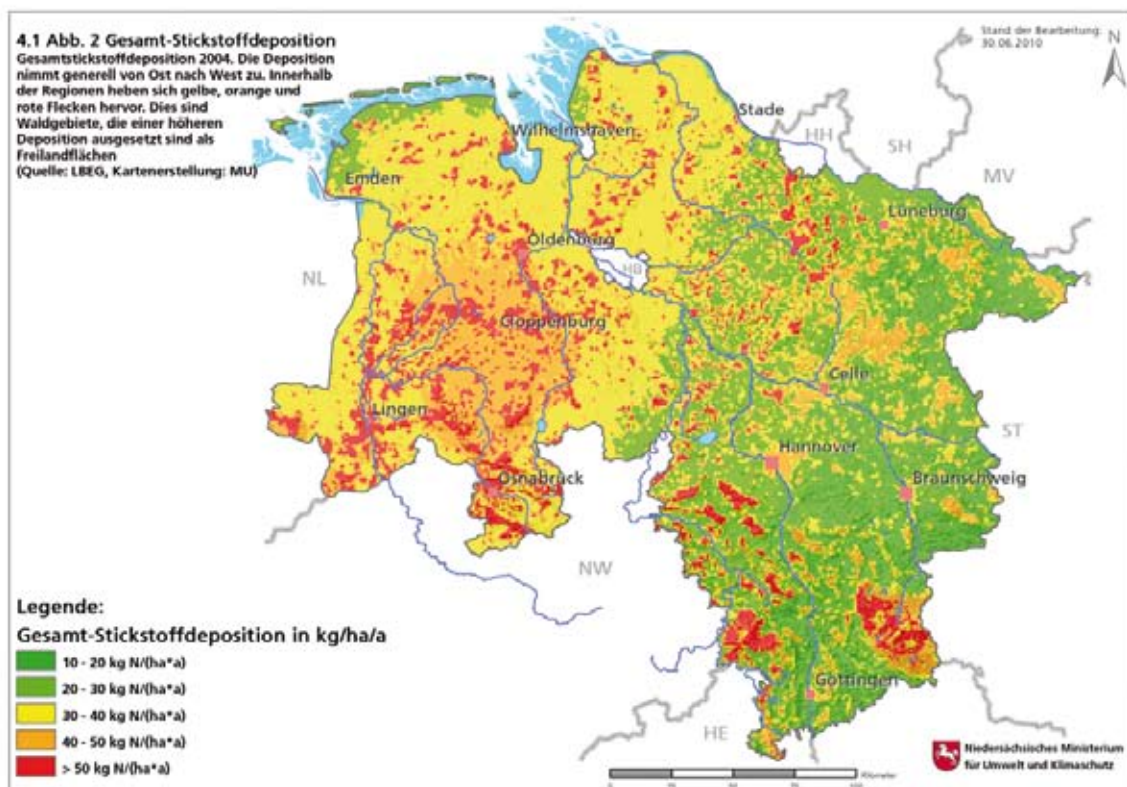 4.1 Abb. 2 Gesamt-Stickstoffdeposition
Gesamtstickstoffdeposition 2004. Die Deposition
nimmt generell von Ost nach West zu. Innerhalb
der Regionen heben sich gelbe, orange und
rote Flecken hervor. Dies sind
Waldgebiete, die einer höheren
Deposition ausgesetzt sind als
Freilandflächen
(Quelle: LBEG, Kartenerstellung: MU)
Stand der Bearbeitung:
30.06.2010
N
Stade
HH
SH
MV
Wilhelmshaven
Emden
Lüneburg
Oldenburg
HB
NL
Cloppenburg
Celle
Lingen
ST
Hannover
Osnabrück
Braunschweig
NW
Göttingen
HE
Legende:
Gesamt-Stickstoffdeposition in kg/ha/a
10 - 20 kg N/(ha*a)
20 - 30 kg N/(ha*a)
30 - 40 kg N/(ha*a)
40 - 50 kg N/(ha*a)
> 50 kg N/(ha*a)
Kilometer
Niedersächsisches Ministerium
für Umwelt und Klimaschutz